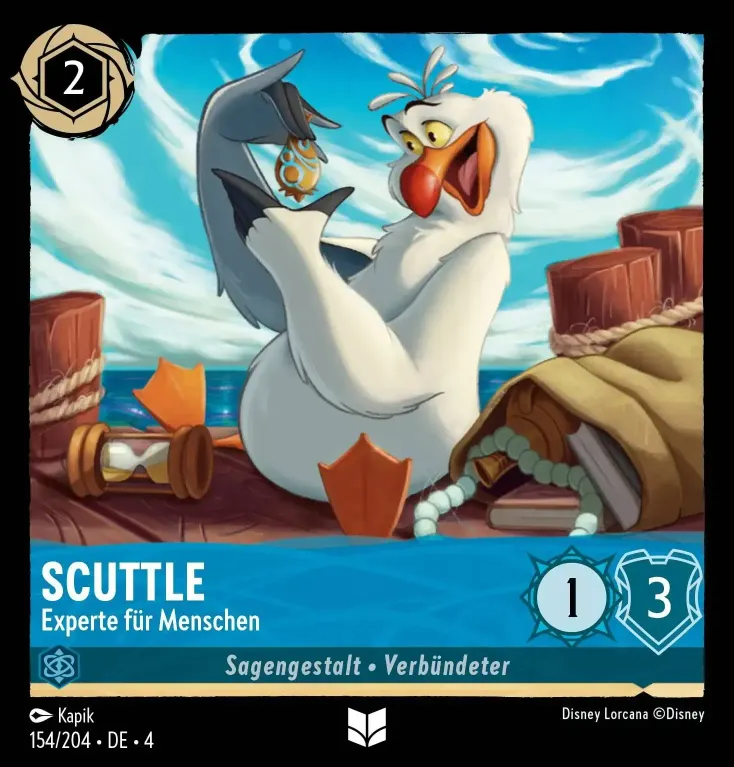 2
SCUTTLE
Experte für Menschen
1
3
Sagengestalt • Verbündeter
Kapik
154/204 • DE • 4
Disney Lorcana ©Disney